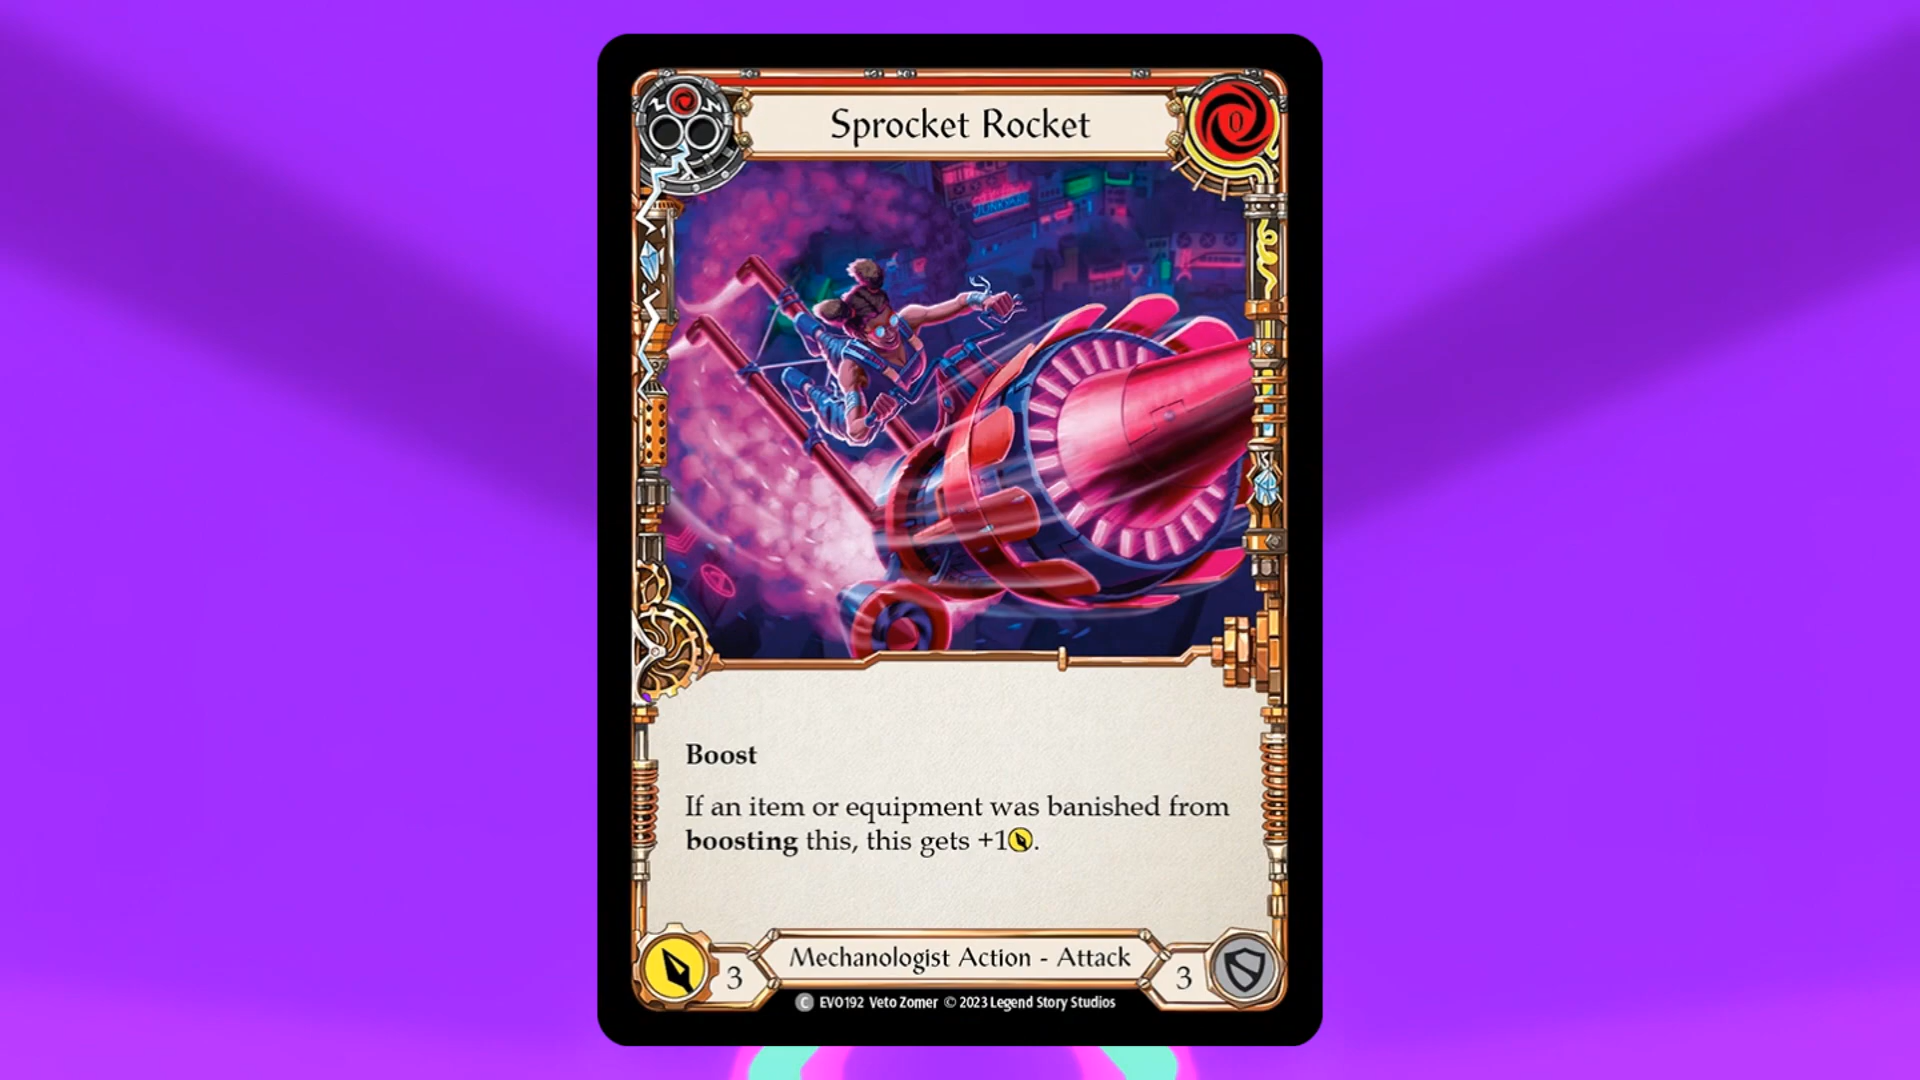 Sprocket Rocket
0
JUNKYARD
Boost
If an item or equipment was banished from
boosting this, this gets +1.
3
Mechanologist Action - Attack
3
C EVO192 Veto Zomer © 2023 Legend Story Studios